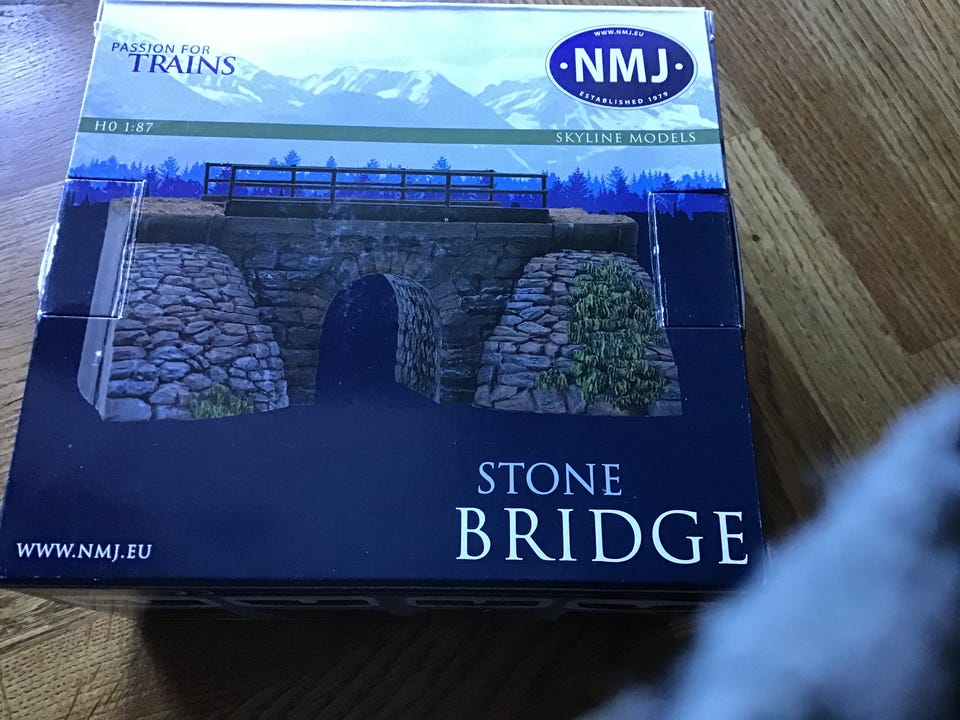 PASSION FOR
TRAINS
WWW.NMJ.EU
·NMJ·
ESTABLISHED 1979
H0 1:87
SKYLINE MODELS
STONE
BRIDGE
WWW.NMJ.EU